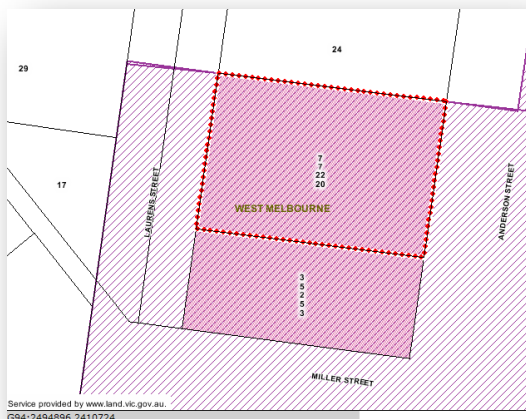 24
29
7
7
22
20
17
LAURENS STREET
WEST MELBOURNE
ANDERSON STREET
3
5
2
5
3
MILLER STREET
Service provided by www.land.vic.gov.au.
G94:2494896,2410724